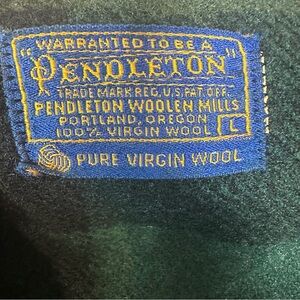 WARRANTED TO BE A
"PENDLETON"
TRADE MARK REG. U.S. PAT. OFF.
PENDLETON WOOLEN MILLS
PORTLAND, OREGON
100% VIRGIN WOOL L
PURE VIRGIN WOOL